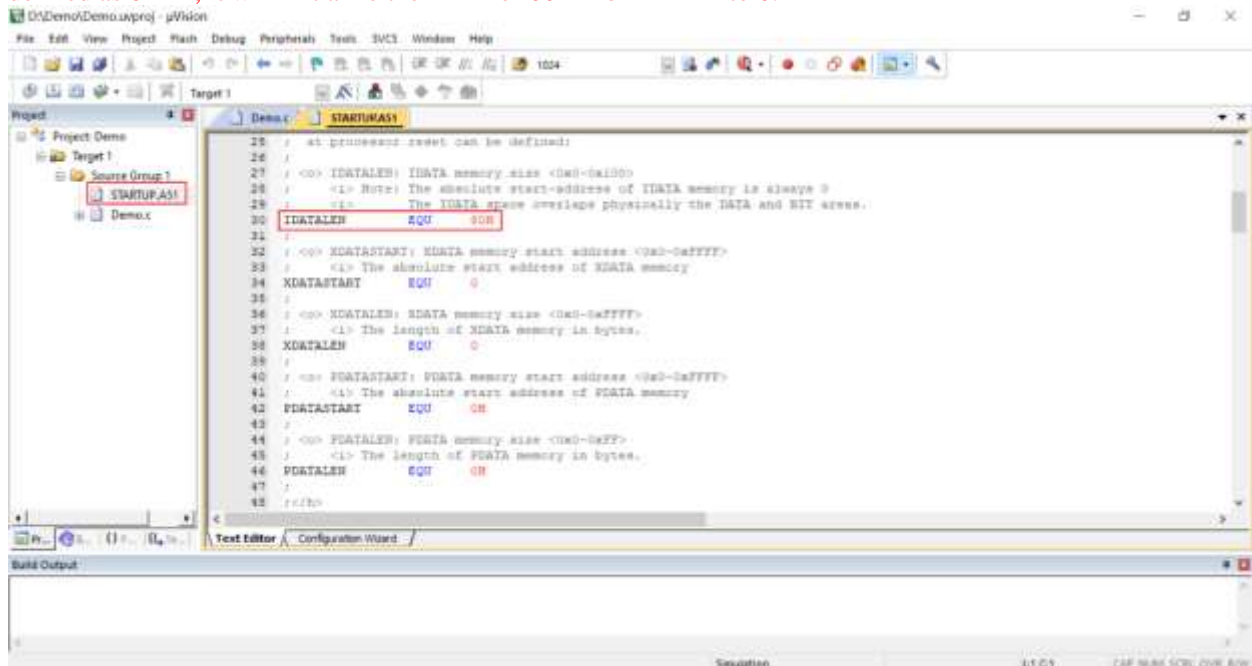 D:\Demo\Demo.uvproj - µVision
File Edit View Project Flash Debug Peripherals Tools SVCS Window Help
1024
Target 1
Project
Demo.c STARTUP.A51
Project: Demo
Target 1
Source Group 1
STARTUP.A51
Demo.c
25 ; at processor reset can be defined:
26 ;
27 ; <o> IDATALEN: IDATA memory size <0x0-0x100>
28 ; <i> Note: The absolute start-address of IDATA memory is always 0
29 ; <i> The IDATA space overlaps physically the DATA and BIT areas.
30 IDATALEN EQU 80H
31 ;
32 ; <o> XDATASTART: XDATA memory start address <0x0-0xFFFF>
33 ; <i> The absolute start address of XDATA memory
34 XDATASTART EQU 0
35 ;
36 ; <o> XDATALEN: XDATA memory size <0x0-0xFFFF>
37 ; <i> The length of XDATA memory in bytes.
38 XDATALEN EQU 0
39 ;
40 ; <o> PDATASTART: PDATA memory start address <0x0-0xFFFF>
41 ; <i> The absolute start address of PDATA memory
42 PDATASTART EQU 0H
43 ;
44 ; <o> PDATALEN: PDATA memory size <0x0-0xFF>
45 ; <i> The length of PDATA memory in bytes.
46 PDATALEN EQU 0H
47 ;
48 ;</h>
Text Editor Configuration Wizard
Build Output
Simulation
CAP NUM SCRL OVR R/W